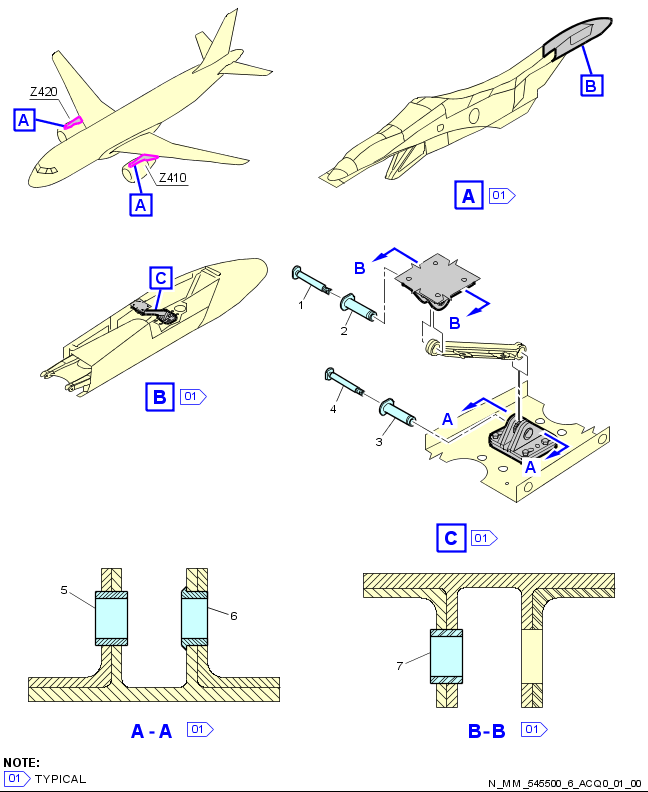 Z420
A
Z410
A
B
A 01
C
B 01
B
1
2
B
4
3
A
A
C 01
5
6
7
A - A 01
B-B 01
NOTE:
01 TYPICAL
N_MM_545500_6_ACQ0_01_00